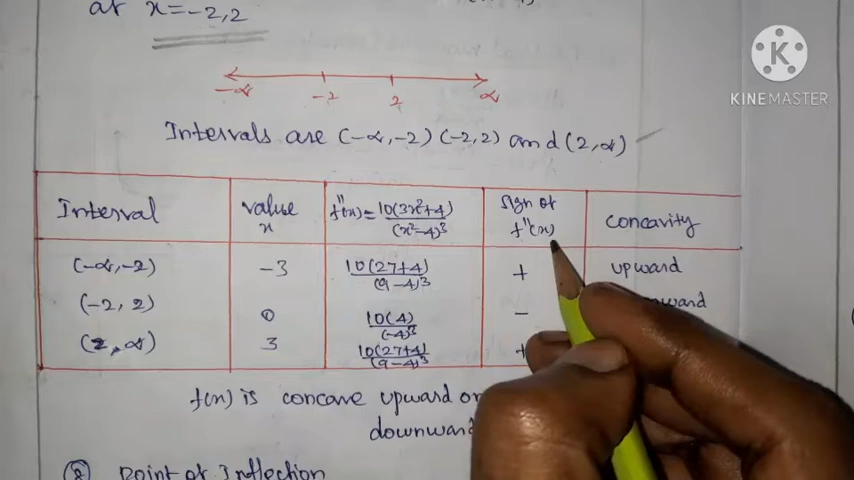 at x=-2,2
K
KINEMASTER
-∝ -2 2 ∝
Intervals are (-∝,-2) (-2,2) and (2,∝)
Interval value x f''(x) = 10(3x²+4)/(x²-4)³ Sign of f''(x) concavity
(-∝,-2) -3 10(27+4)/(9-4)³ + upward
(-2, 2) 0 10(4)/(-4)³ -
(2,∝) 3 10(27+4)/(9-4)³ +
f(x) is concave upward
downward
⑧ Point of Inflection